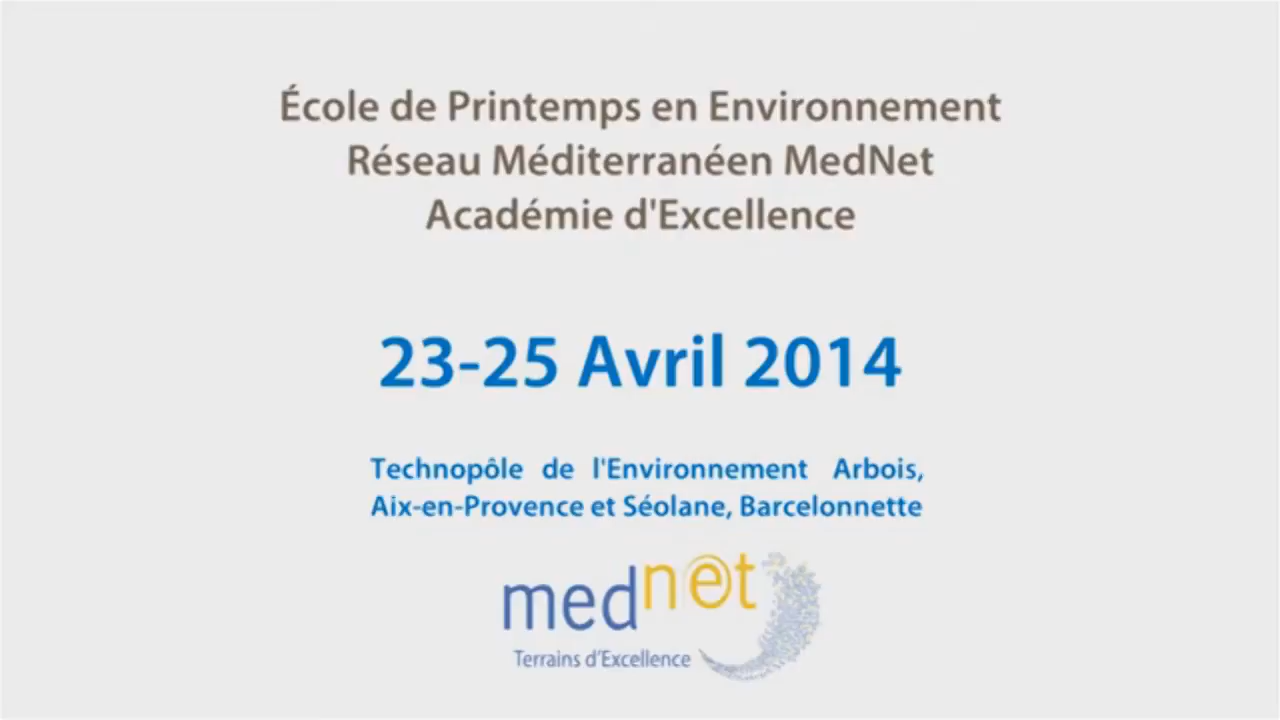 École de Printemps en Environnement
Réseau Méditerranéen MedNet
Académie d'Excellence
23-25 Avril 2014
Technopôle de l'Environnement Arbois,
Aix-en-Provence et Séolane, Barcelonnette
mednet
Terrains d'Excellence